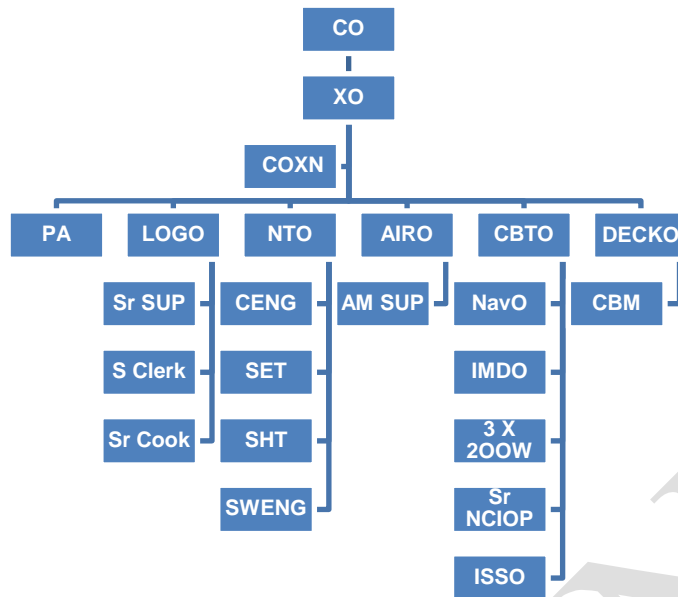 CO
XO
COXN
PA
LOGO
NTO
AIRO
CBTO
DECKO
Sr SUP
CENG
AM SUP
NavO
CBM
S Clerk
SET
IMDO
Sr Cook
SHT
3 X
2OOW
SWENG
Sr
NCIOP
ISSO